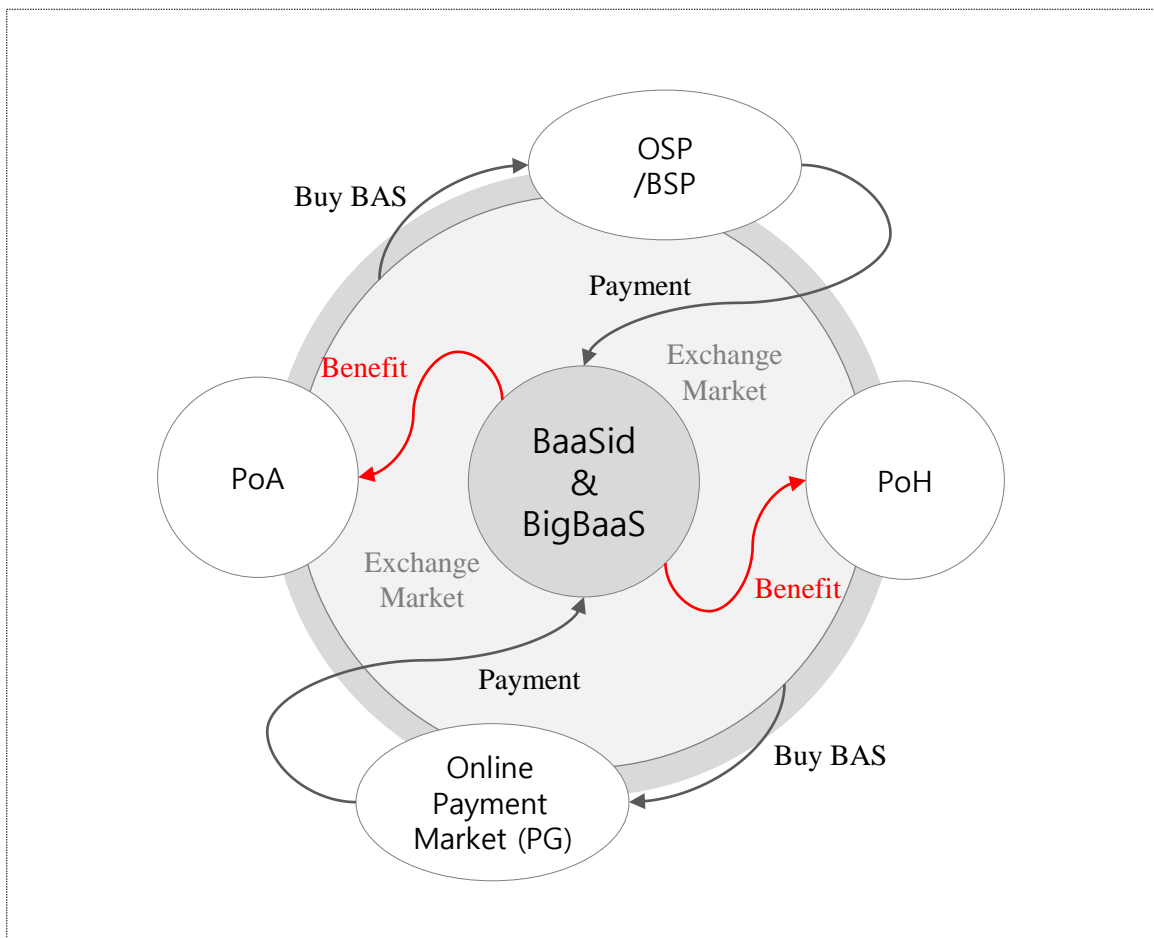 OSP
/BSP
Buy BAS
Payment
Exchange
Market
Benefit
BaaSid
&
BigBaaS
PoA
PoH
Exchange
Market
Benefit
Payment
Buy BAS
Online
Payment
Market (PG)